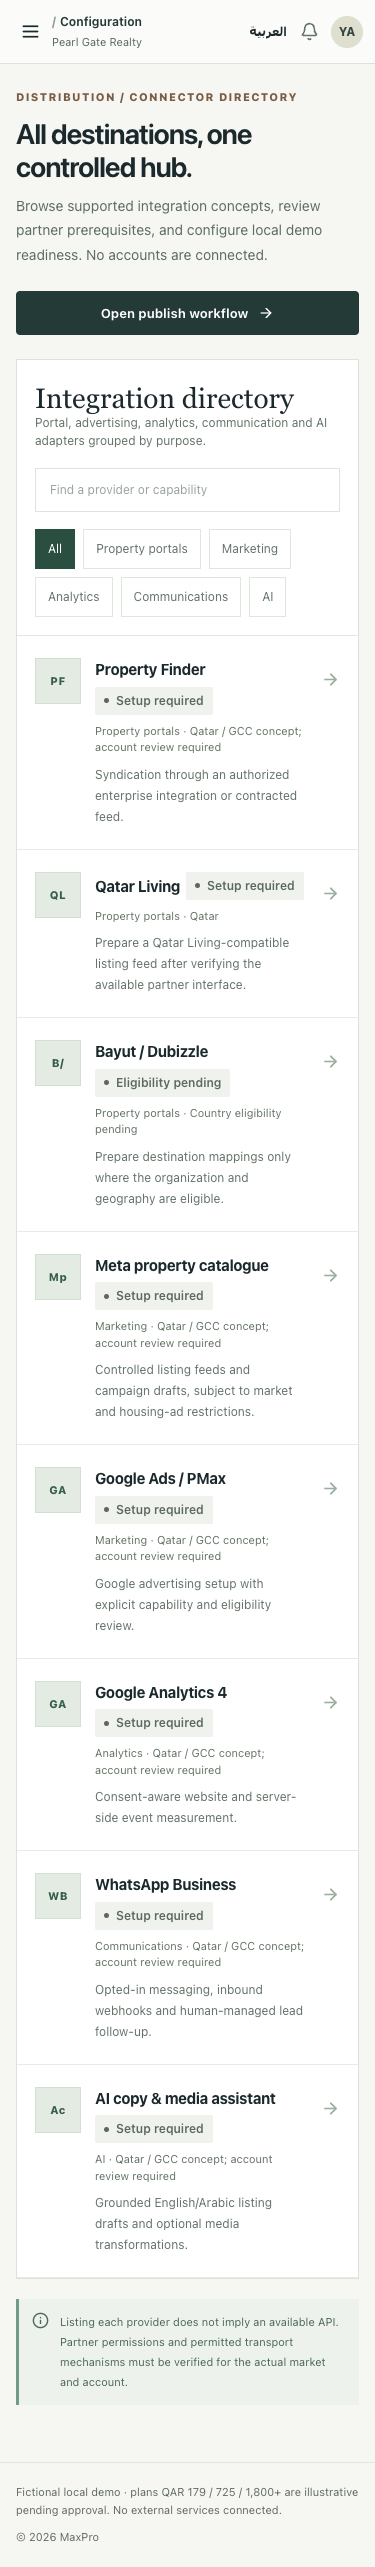 / Configuration
Pearl Gate Realty
العربية
YA
DISTRIBUTION / CONNECTOR DIRECTORY
All destinations, one
controlled hub.
Browse supported integration concepts, review
partner prerequisites, and configure local demo
readiness. No accounts are connected.
Open publish workflow →
Integration directory
Portal, advertising, analytics, communication and AI
adapters grouped by purpose.
Find a provider or capability
All
Property portals
Marketing
Analytics
Communications
AI
PF
Property Finder
• Setup required
Property portals · Qatar / GCC concept;
account review required
Syndication through an authorized
enterprise integration or contracted
feed.
QL
Qatar Living • Setup required
Property portals · Qatar
Prepare a Qatar Living-compatible
listing feed after verifying the
available partner interface.
B/
Bayut / Dubizzle
• Eligibility pending
Property portals · Country eligibility
pending
Prepare destination mappings only
where the organization and
geography are eligible.
Mp
Meta property catalogue
• Setup required
Marketing · Qatar / GCC concept;
account review required
Controlled listing feeds and
campaign drafts, subject to market
and housing-ad restrictions.
GA
Google Ads / PMax
• Setup required
Marketing · Qatar / GCC concept;
account review required
Google advertising setup with
explicit capability and eligibility
review.
GA
Google Analytics 4
• Setup required
Analytics · Qatar / GCC concept;
account review required
Consent-aware website and server-
side event measurement.
WB
WhatsApp Business
• Setup required
Communications · Qatar / GCC concept;
account review required
Opted-in messaging, inbound
webhooks and human-managed lead
follow-up.
Ac
AI copy & media assistant
• Setup required
AI · Qatar / GCC concept; account
review required
Grounded English/Arabic listing
drafts and optional media
transformations.
Listing each provider does not imply an available API.
Partner permissions and permitted transport
mechanisms must be verified for the actual market
and account.
Fictional local demo · plans QAR 179 / 725 / 1,800+ are illustrative
pending approval. No external services connected.
© 2026 MaxPro